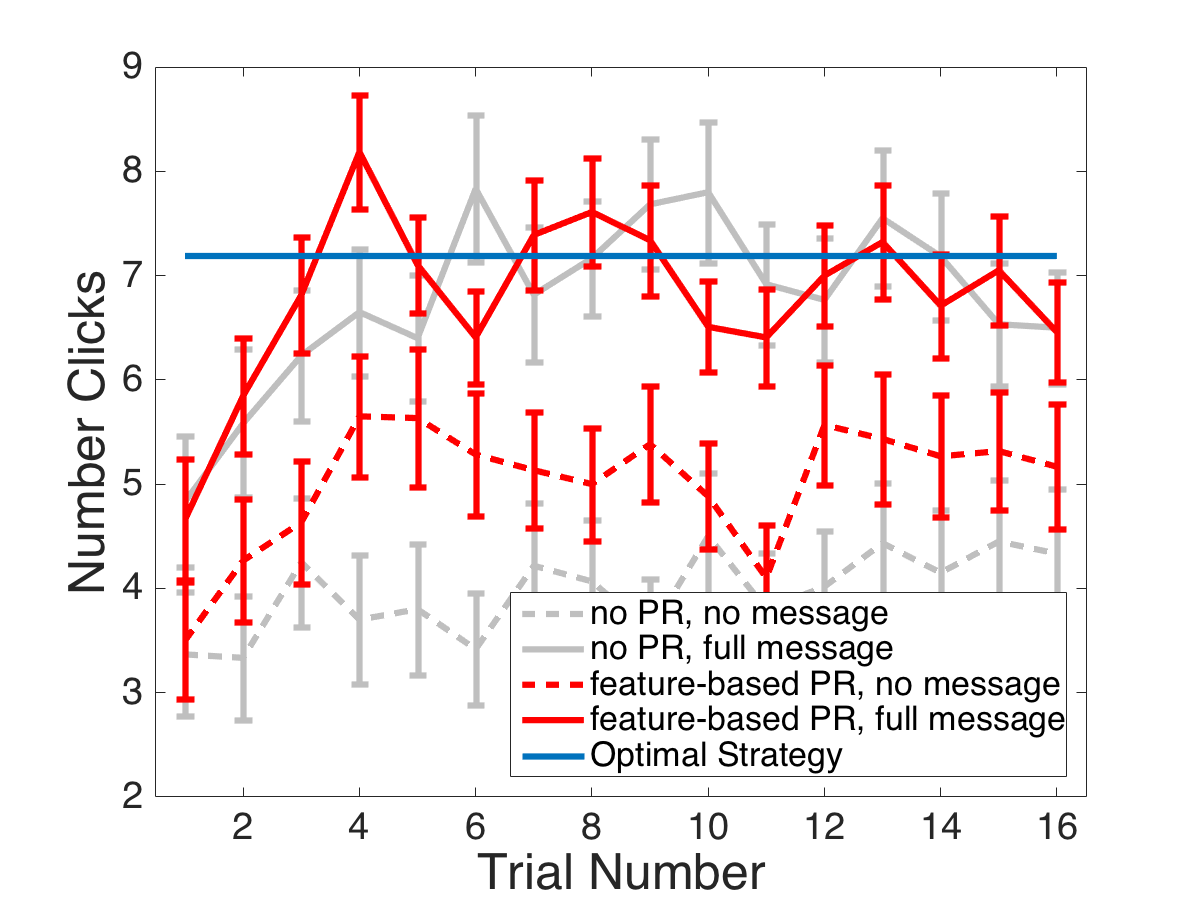 9
8
7
6
5
4
3
2
Number Clicks
no PR, no message
no PR, full message
feature-based PR, no message
feature-based PR, full message
Optimal Strategy
2 4 6 8 10 12 14 16
Trial Number